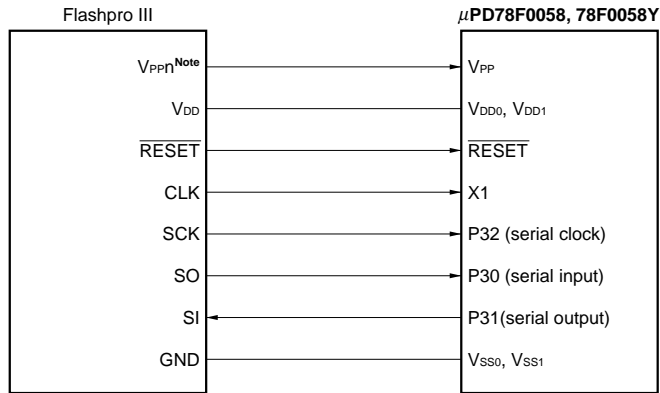 Flashpro III μPD78F0058, 78F0058Y
VPPnNote VPP
VDD VDD0, VDD1
RESET RESET
CLK X1
SCK P32 (serial clock)
SO P30 (serial input)
SI P31(serial output)
GND VSS0, VSS1